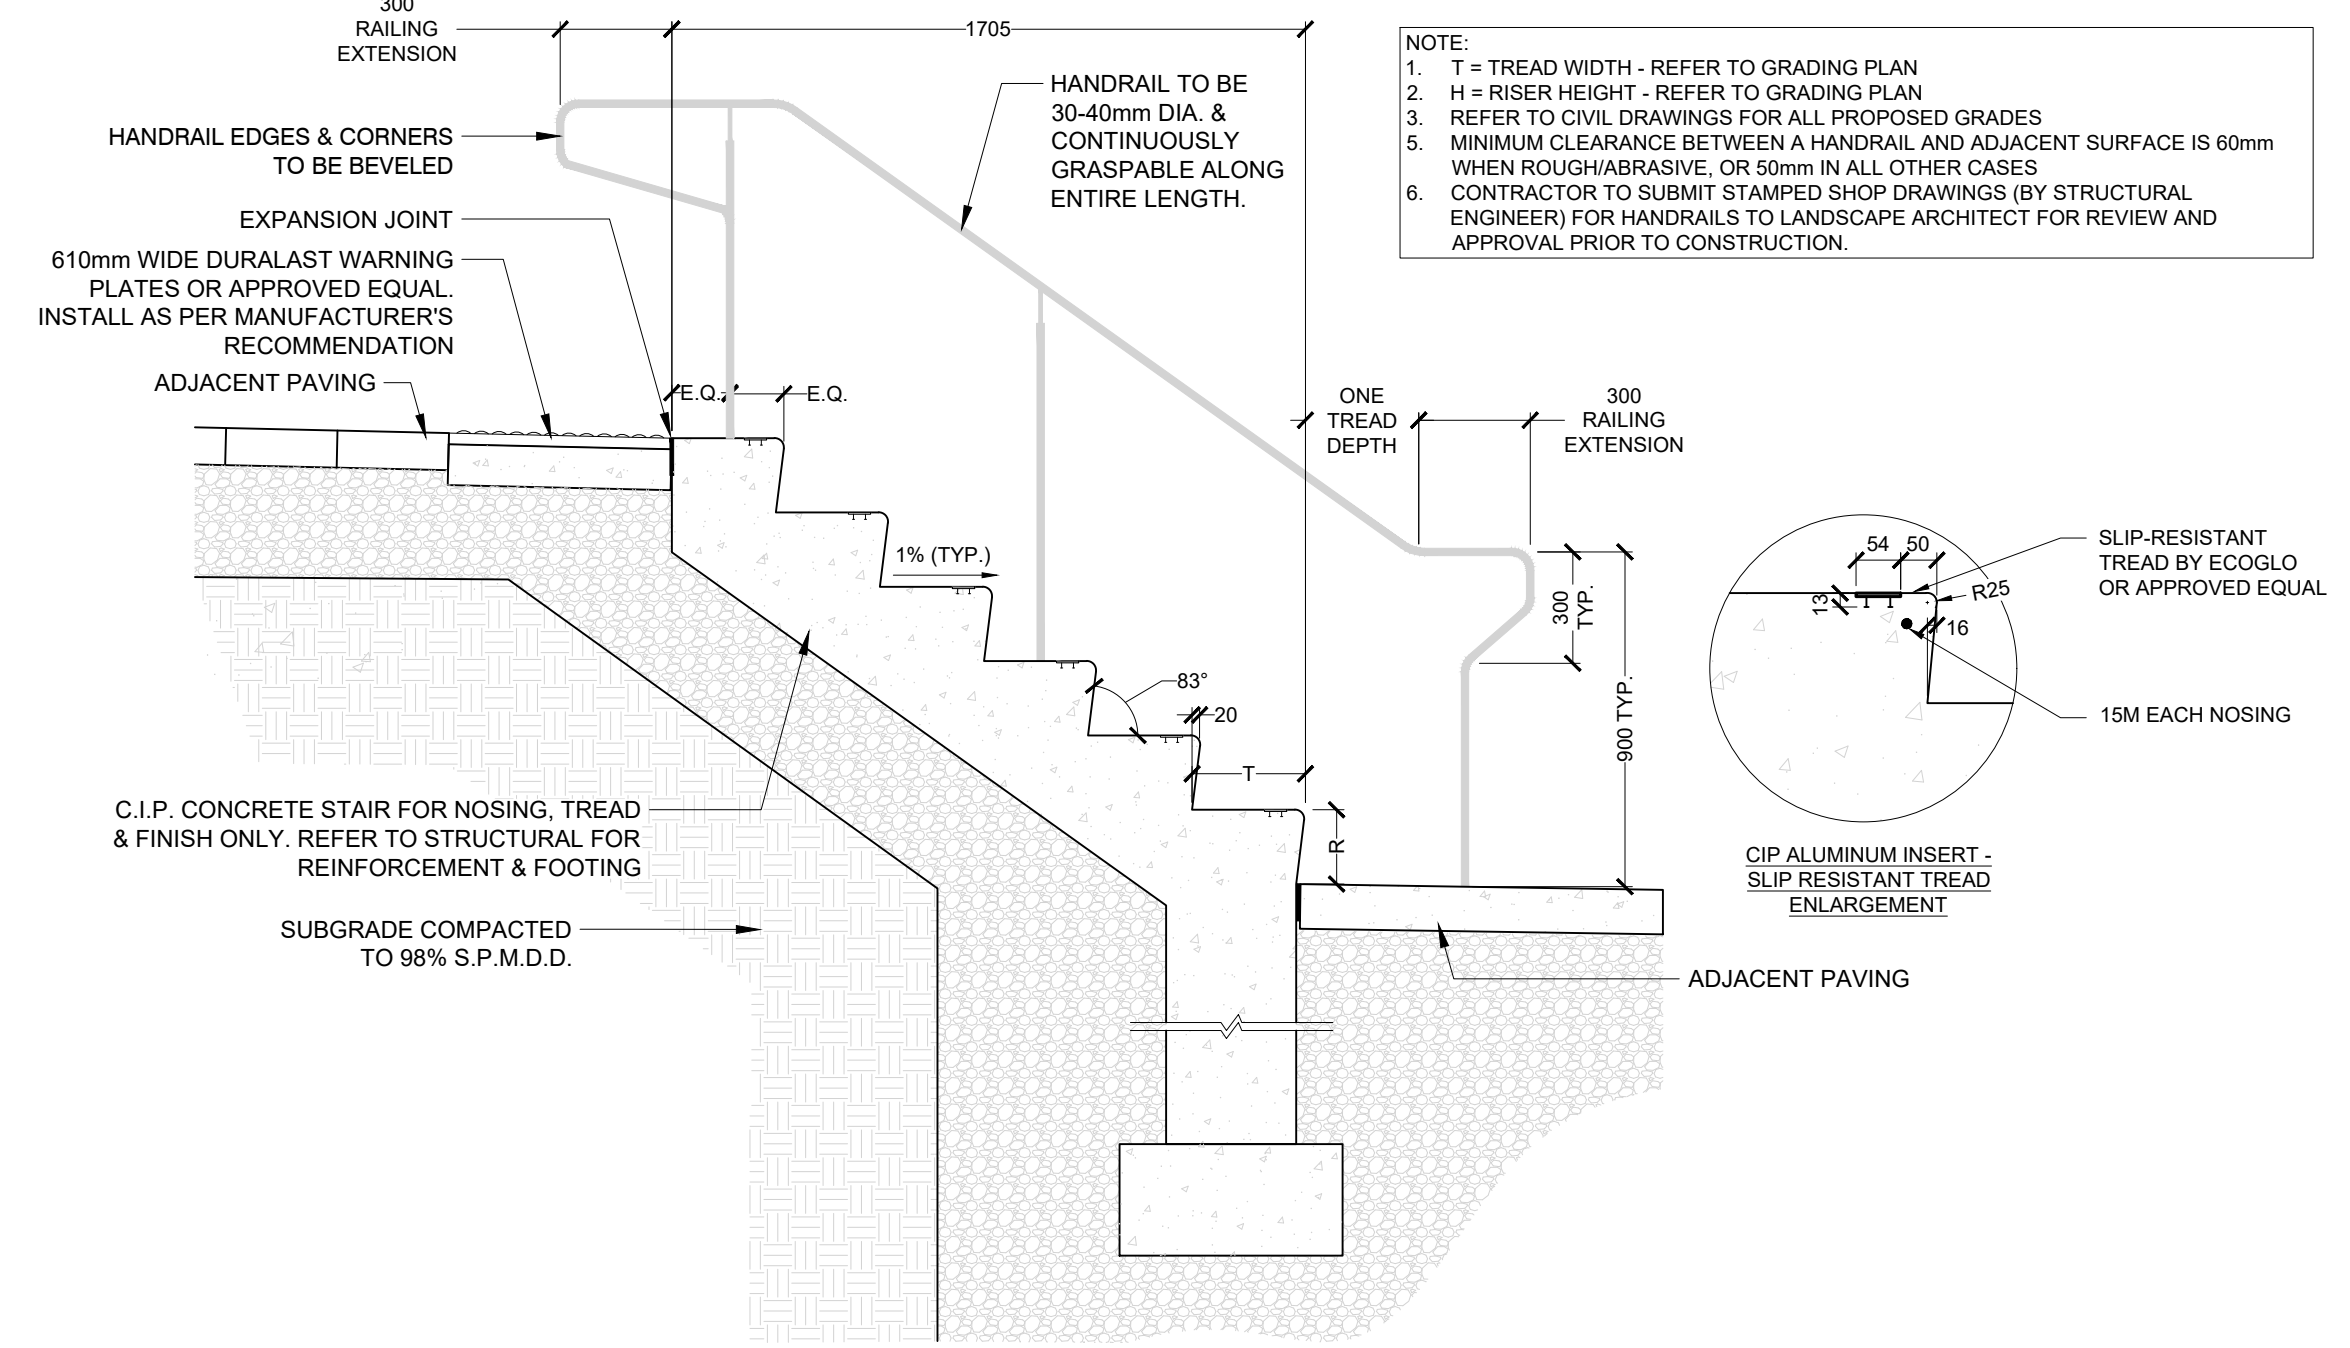 300
RAILING
EXTENSION
1705
HANDRAIL TO BE
30-40mm DIA. &
CONTINUOUSLY
GRASPABLE ALONG
ENTIRE LENGTH.
NOTE:
1. T = TREAD WIDTH - REFER TO GRADING PLAN
2. H = RISER HEIGHT - REFER TO GRADING PLAN
3. REFER TO CIVIL DRAWINGS FOR ALL PROPOSED GRADES
5. MINIMUM CLEARANCE BETWEEN A HANDRAIL AND ADJACENT SURFACE IS 60mm
WHEN ROUGH/ABRASIVE, OR 50mm IN ALL OTHER CASES
6. CONTRACTOR TO SUBMIT STAMPED SHOP DRAWINGS (BY STRUCTURAL
ENGINEER) FOR HANDRAILS TO LANDSCAPE ARCHITECT FOR REVIEW AND
APPROVAL PRIOR TO CONSTRUCTION.
HANDRAIL EDGES & CORNERS
TO BE BEVELED
EXPANSION JOINT
610mm WIDE DURALAST WARNING
PLATES OR APPROVED EQUAL.
INSTALL AS PER MANUFACTURER'S
RECOMMENDATION
ADJACENT PAVING
E.Q.
E.Q.
ONE
TREAD
DEPTH
300
RAILING
EXTENSION
1% (TYP.)
300
TYP.
900 TYP.
83°
20
T
R
C.I.P. CONCRETE STAIR FOR NOSING, TREAD
& FINISH ONLY. REFER TO STRUCTURAL FOR
REINFORCEMENT & FOOTING
SUBGRADE COMPACTED
TO 98% S.P.M.D.D.
ADJACENT PAVING
54
50
13
R25
16
SLIP-RESISTANT
TREAD BY ECOGLO
OR APPROVED EQUAL
15M EACH NOSING
CIP ALUMINUM INSERT -
SLIP RESISTANT TREAD
ENLARGEMENT